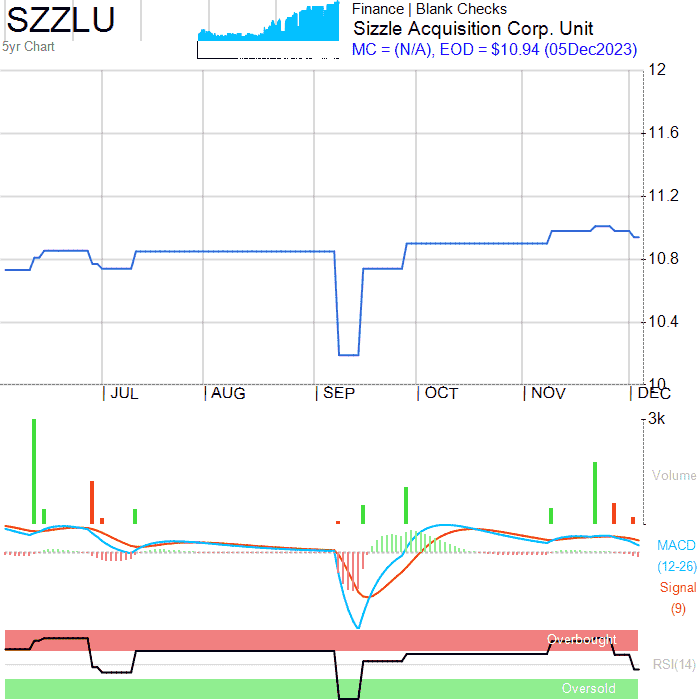 SZZLU
5yr Chart
Finance | Blank Checks
Sizzle Acquisition Corp. Unit
MC = (N/A), EOD = $10.94 (05Dec2023)
12
11.6
11.2
10.8
10.4
10
| JUL | AUG | SEP | OCT | NOV | DEC
3k
Volume
MACD
(12-26)
Signal
(9)
Overbought
RSI(14)
Oversold